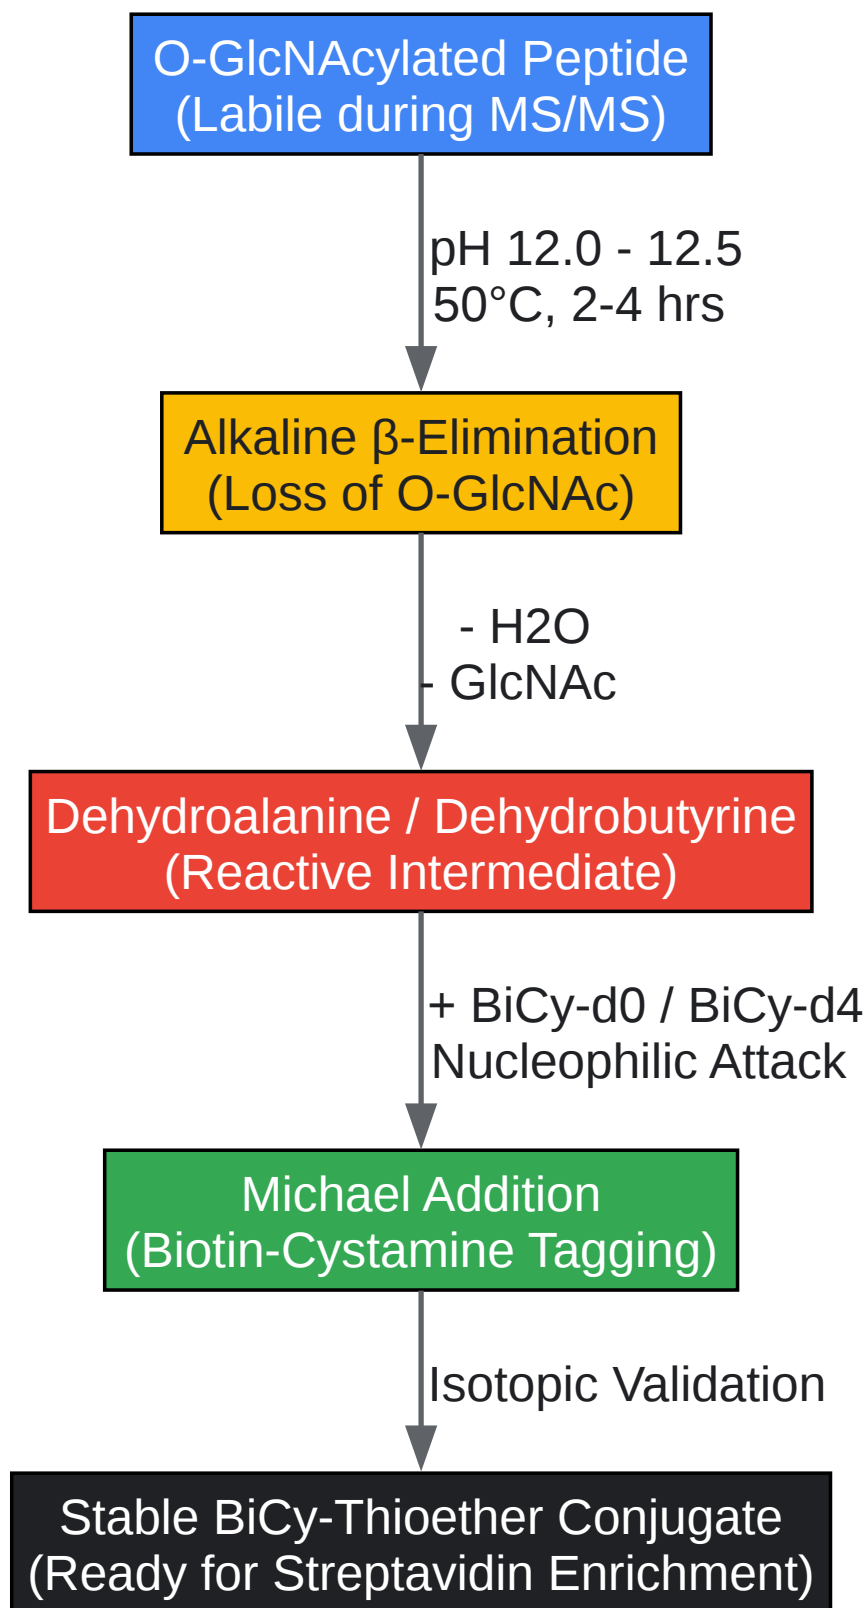 O-GlcNAcylated Peptide
(Labile during MS/MS)
pH 12.0 - 12.5
50°C, 2-4 hrs
Alkaline β-Elimination
(Loss of O-GlcNAc)
- H2O
- GlcNAc
Dehydroalanine / Dehydrobutyrine
(Reactive Intermediate)
+ BiCy-d0 / BiCy-d4
Nucleophilic Attack
Michael Addition
(Biotin-Cystamine Tagging)
Isotopic Validation
Stable BiCy-Thioether Conjugate
(Ready for Streptavidin Enrichment)